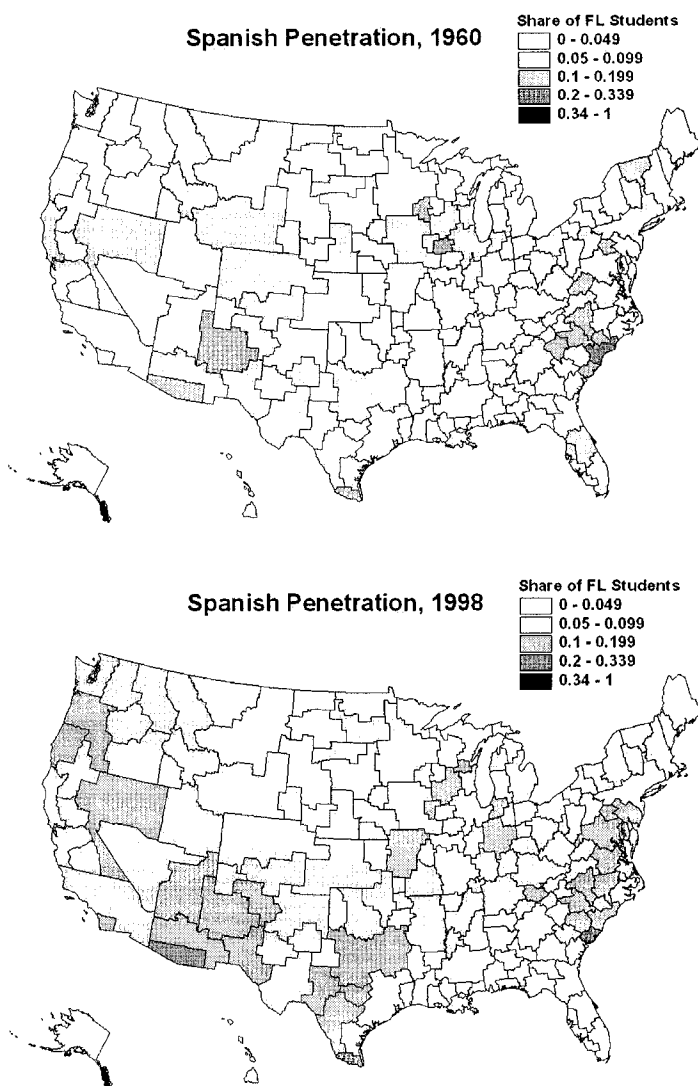 Spanish Penetration, 1960
Share of FL Students
0 - 0.049
0.05 - 0.099
0.1 - 0.199
0.2 - 0.339
0.34 - 1
Spanish Penetration, 1998
Share of FL Students
0 - 0.049
0.05 - 0.099
0.1 - 0.199
0.2 - 0.339
0.34 - 1